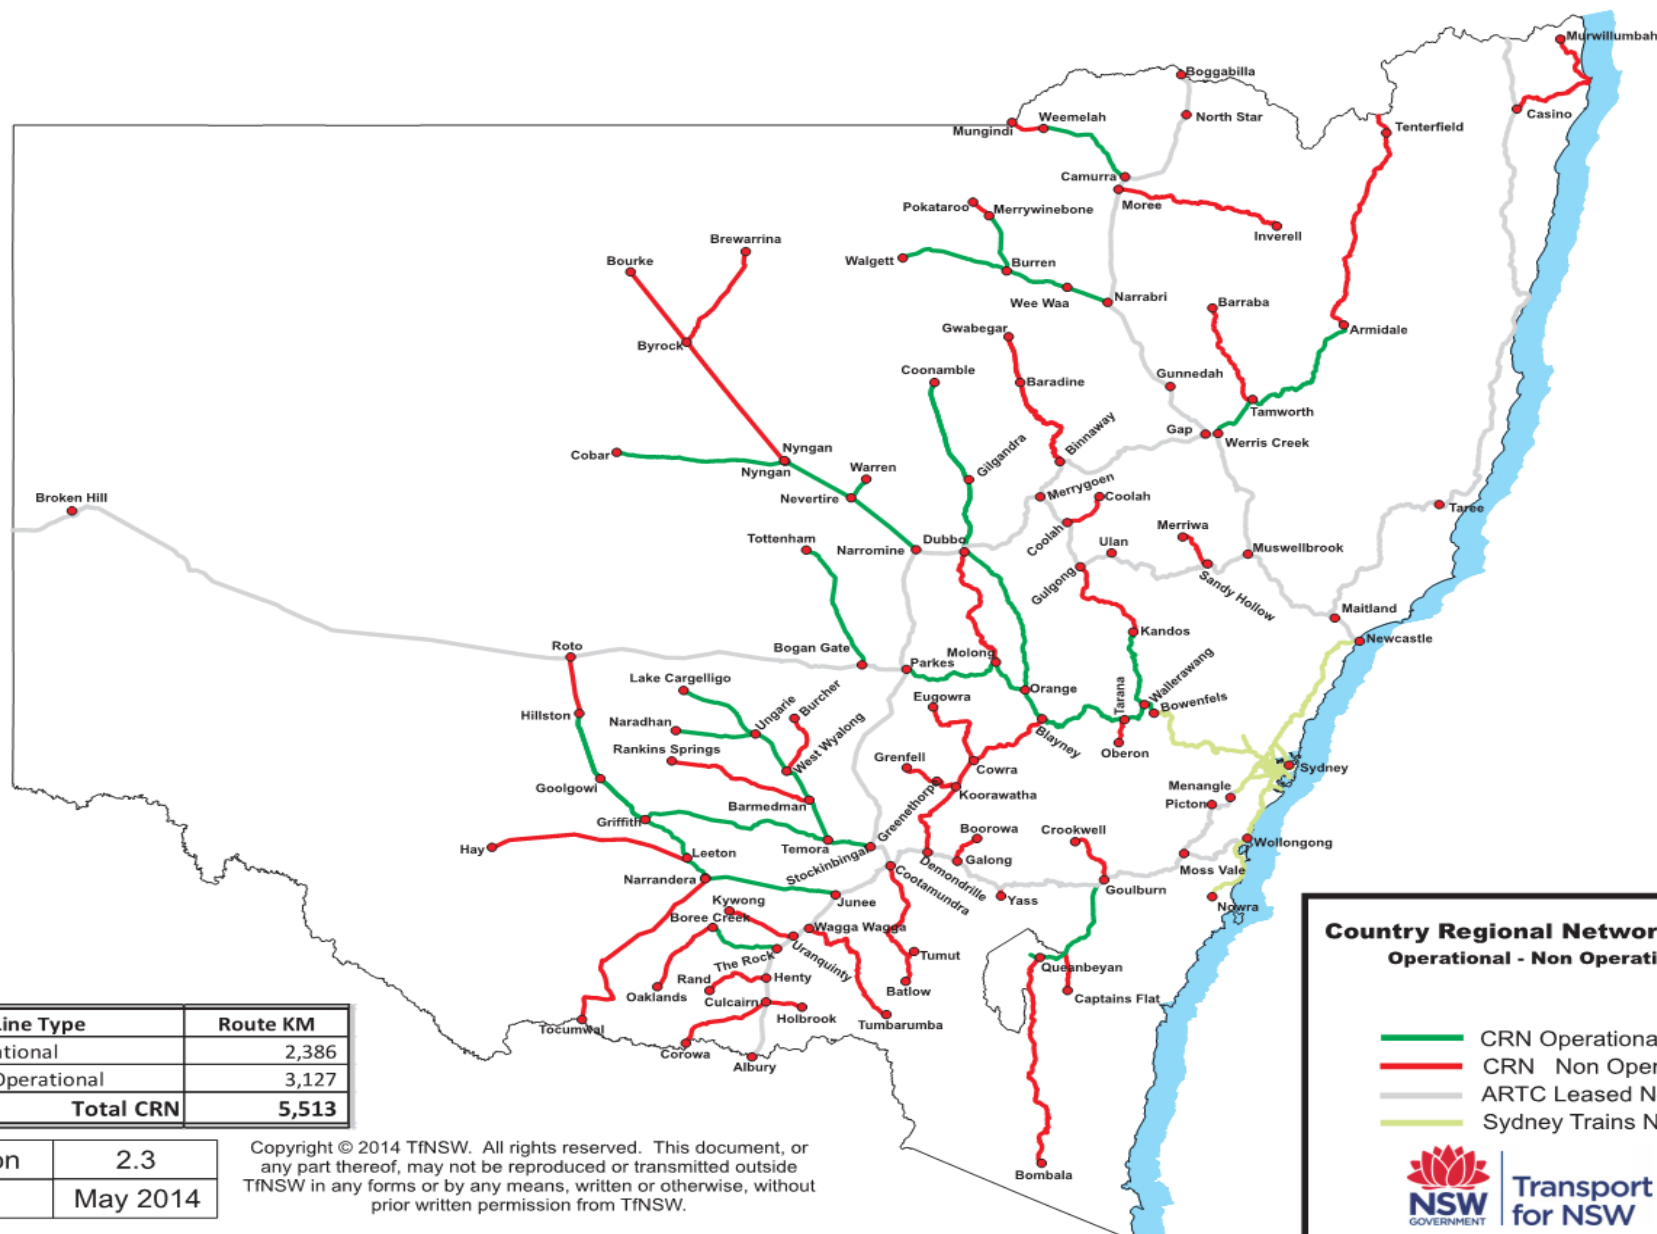 Murwillumbah
Boggabilla
Casino
North Star
Weemelah
Mungindi
Tenterfield
Camurra
Moree
Pokataroo
Merrywinebone
Inverell
Brewarrina
Bourke
Walgett
Burren
Wee Waa
Narrabri
Barraba
Gwabegar
Armidale
Byrock
Coonamble
Baradine
Gunnedah
Tamworth
Gap
Werris Creek
Binnaway
Gilgandra
Nyngan
Nyngan
Cobar
Warren
Nevertire
Merrygoen
Coolah
Coolah
Broken Hill
Taree
Tottenham
Narromine
Dubbo
Ulan
Merriwa
Muswellbrook
Gulgong
Sandy Hollow
Maitland
Newcastle
Kandos
Roto
Bogan Gate
Parkes
Molong
Lake Cargelligo
Orange
Eugowra
Tarana
Wallerawang
Bowenfels
Hillston
Naradhan
Ungarie
Burcher
West Wyalong
Blayney
Oberon
Rankins Springs
Grenfell
Cowra
Sydney
Goolgowi
Greenethorpe
Koorawatha
Menangle
Picton
Barmedman
Griffith
Boorowa
Crookwell
Wollongong
Hay
Leeton
Temora
Stockinbingal
Galong
Demondrille
Moss Vale
Narrandera
Cootamundra
Goulburn
Junee
Yass
Nowra
Kywong
Boree Creek
Wagga Wagga
The Rock
Uranquinty
Tumut
Queanbeyan
Rand
Henty
Oaklands
Culcairn
Batlow
Captains Flat
Holbrook
Tocumwal
Tumbarumba
Corowa
Albury
Bombala
Line Type Route KM
ational 2,386
Operational 3,127
Total CRN 5,513
on 2.3
May 2014
Copyright © 2014 TfNSW. All rights reserved. This document, or
any part thereof, may not be reproduced or transmitted outside
TfNSW in any forms or by any means, written or otherwise, without
prior written permission from TfNSW.
Country Regional Networ
Operational - Non Operati
CRN Operationa
CRN Non Oper
ARTC Leased N
Sydney Trains N
NSW
GOVERNMENT
Transport
for NSW